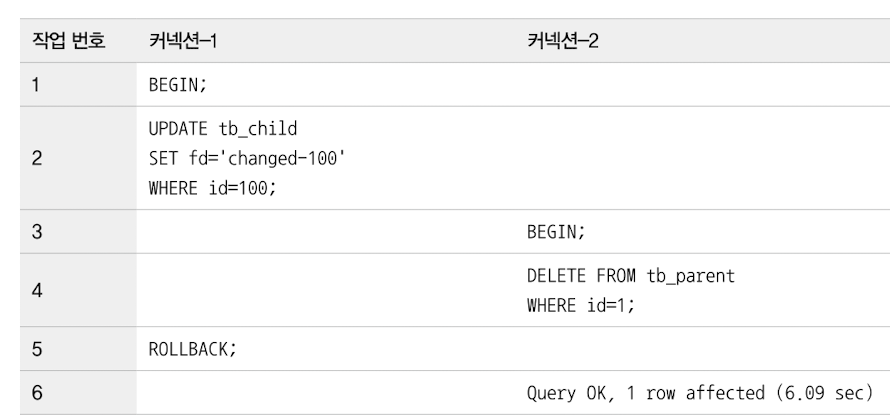 작업 번호 커넥션-1 커넥션-2
1 BEGIN;
2 UPDATE tb_child
SET fd='changed-100'
WHERE id=100;
3 BEGIN;
4 DELETE FROM tb_parent
WHERE id=1;
5 ROLLBACK;
6 Query OK, 1 row affected (6.09 sec)